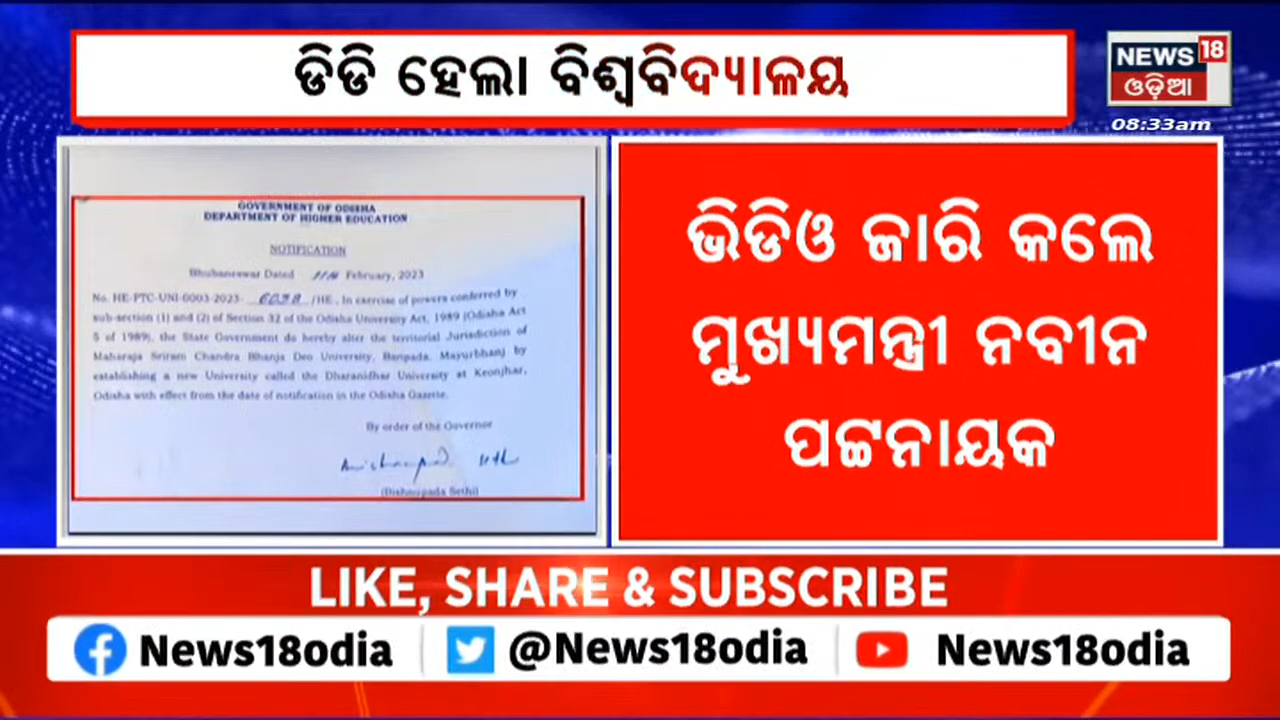 ଡିଡି ହେଲା ବିଶ୍ୱବିଦ୍ୟାଳୟ
NEWS 18
ଓଡ଼ିଆ
08:33am
GOVERNMENT OF ODISHA
DEPARTMENT OF HIGHER EDUCATION
NOTIFICATION
Bhubaneswar Dated February, 2023
No. HE-PTC-UNI-0003-2023- /HE, In exercise of powers conferred by
sub-section (1) and (2) of Section 32 of the Odisha University Act, 1989 (Odisha Act
5 of 1989), the State Government do hereby alter the territorial Jurisdiction of
Maharaja Sriram Chandra Bhanja Deo University, Baripada, Mayurbhanj by
establishing a new University called the Dharanidhar University at Keonjhar,
Odisha with effect from the date of notification in the Odisha Gazette.
By order of the Governor
(Bishnupada Sethi)
ଭିଡିଓ ଜାରି କଲେ
ମୁଖ୍ୟମନ୍ତ୍ରୀ ନବୀନ
ପଟ୍ଟନାୟକ
LIKE, SHARE & SUBSCRIBE
News18odia
@News18odia
News18odia